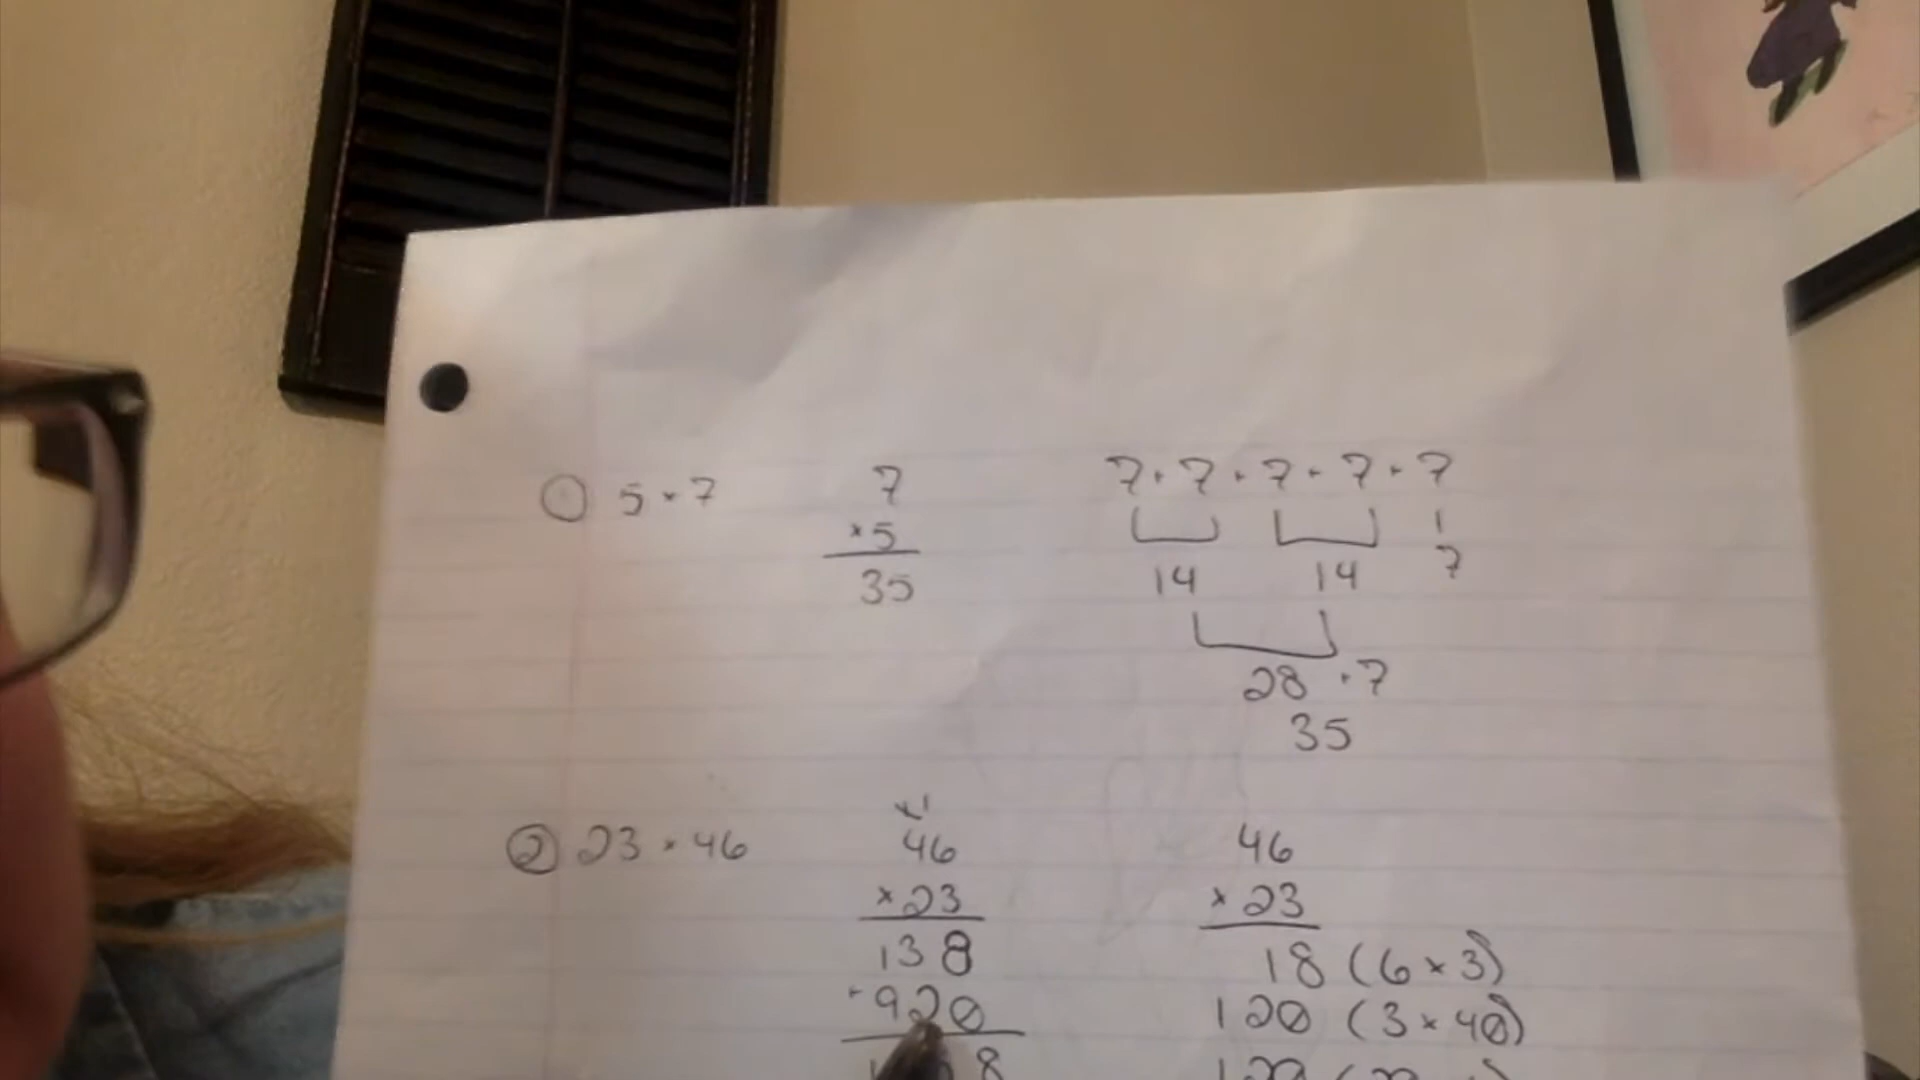 ① 5 × 7
7
× 5
35
7 + 7 + 7 + 7 + 7
14 14 7
28 + 7
35
② 23 × 46
46
× 23
138
+ 920
8
46
× 23
18 (6 × 3)
120 (3 × 40)